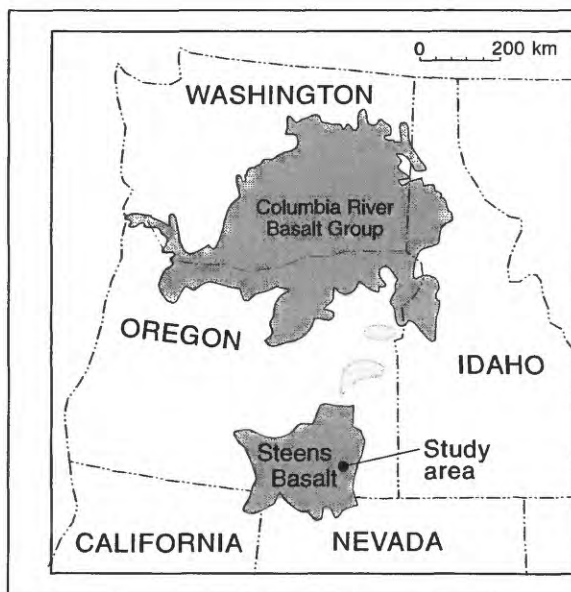 0 200 km
WASHINGTON
Columbia River
Basalt Group
OREGON
IDAHO
Steens
Basalt
Study
area
CALIFORNIA
NEVADA